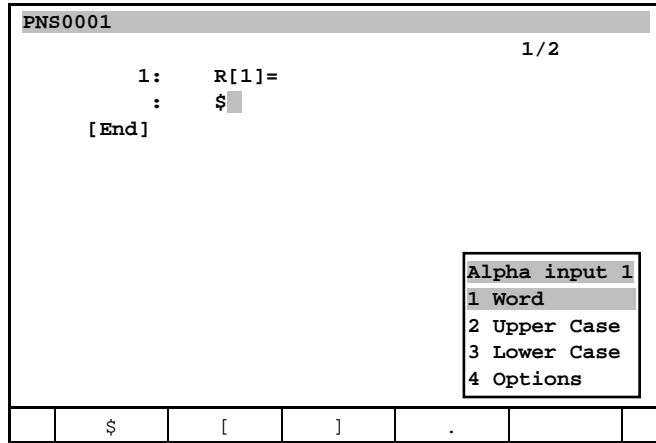 PNS0001
1/2
1: R[1]=
: $
[End]
Alpha input 1
1 Word
2 Upper Case
3 Lower Case
4 Options
$ [ ] .